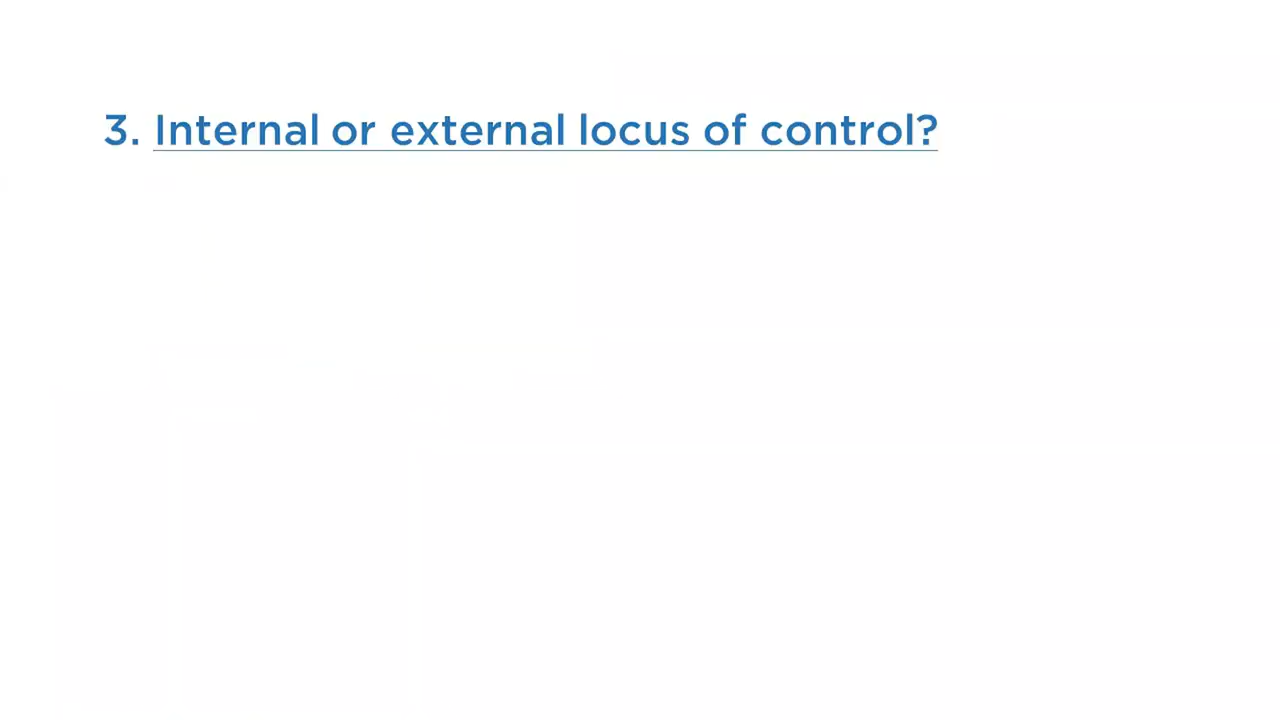 3. Internal or external locus of control?